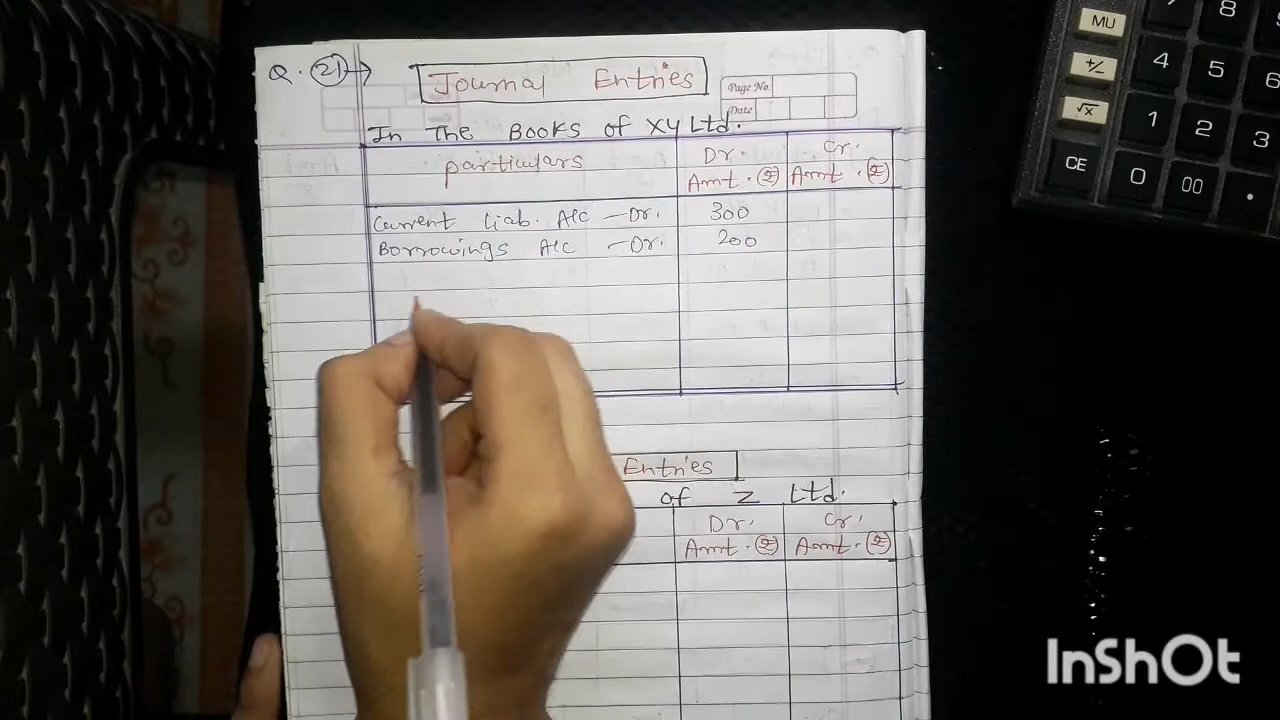 Q. 21 → Journal Entries
Page No.
Date
In The Books of XY Ltd.
particulars Dr. Amt. (₹) Cr. Amt. (₹)
Current Liab. A/c - Dr. 300
Borrowings A/c - Dr. 200
Entries
of Z Ltd.
Dr. Cr.
Amt. (₹) Amt. (₹)
7 8
MU 4 5 6
+/-
√x 1 2 3
CE 0 00 .
InShOt